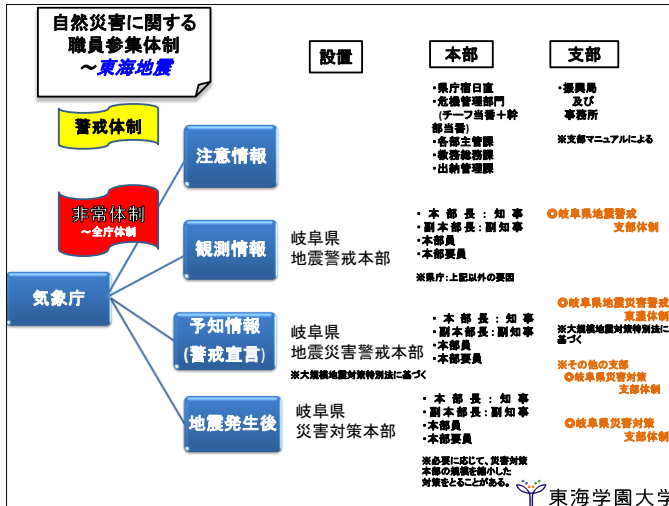 自然災害に関する
職員参集体制
～東海地震
設置
本部
支部
警戒体制
注意情報
・県庁宿日直
・危機管理部門
(チーフ当番＋幹
部当番)
・各部主管課
・教務総務課
・出納管理課
・振興局
及び
事務所
※支部マニュアルによる
非常体制
～全庁体制
観測情報
岐阜県
地震警戒本部
・本部長：知事
・副本部長：副知事
・本部員
・本部要員
※県庁：上記以外の要因
◎岐阜県地震警戒
支部体制
気象庁
予知情報
(警戒宣言)
岐阜県
地震災害警戒本部
※大規模地震対策特別法に基づく
・本部長：知事
・副本部長：副知事
・本部員
・本部要員
◎岐阜県地震災害警戒
東濃体制
※大規模地震対策特別法に
基づく
※その他の支部
◎岐阜県災害対策
支部体制
地震発生後
岐阜県
災害対策本部
・本部長：知事
・副本部長：副知事
・本部員
・本部要員
※必要に応じて、災害対策
本部の規模を縮小した
対策をとることがある。
◎岐阜県災害対策
支部体制
東海学園大学